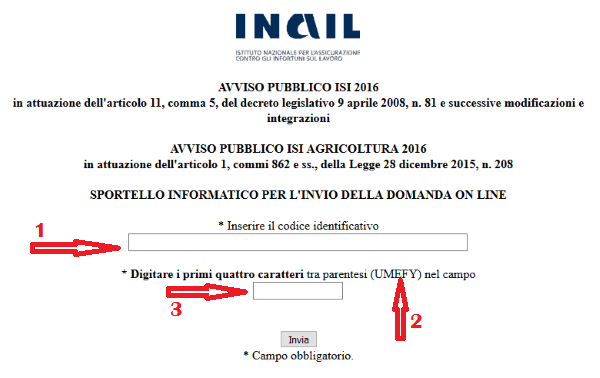 INAIL
ISTITUTO NAZIONALE PER L'ASSICURAZIONE
CONTRO GLI INFORTUNI SUL LAVORO
AVVISO PUBBLICO ISI 2016
in attuazione dell'articolo 11, comma 5, del decreto legislativo 9 aprile 2008, n. 81 e successive modificazioni e
integrazioni
AVVISO PUBBLICO ISI AGRICOLTURA 2016
in attuazione dell'articolo 1, commi 862 e ss., della Legge 28 dicembre 2015, n. 208
SPORTELLO INFORMATICO PER L'INVIO DELLA DOMANDA ON LINE
* Inserire il codice identificativo
1
* Digitare i primi quattro caratteri tra parentesi (UMEFY) nel campo
3
2
Invia
* Campo obbligatorio.